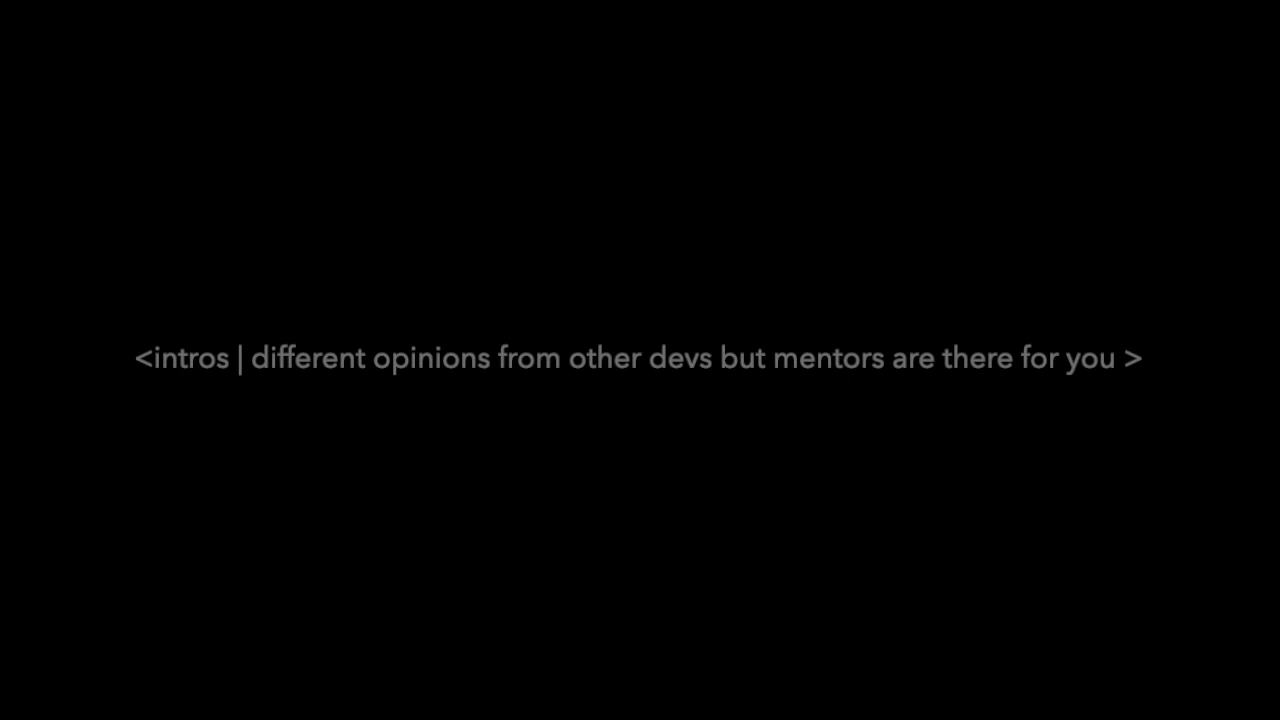 <intros | different opinions from other devs but mentors are there for you >